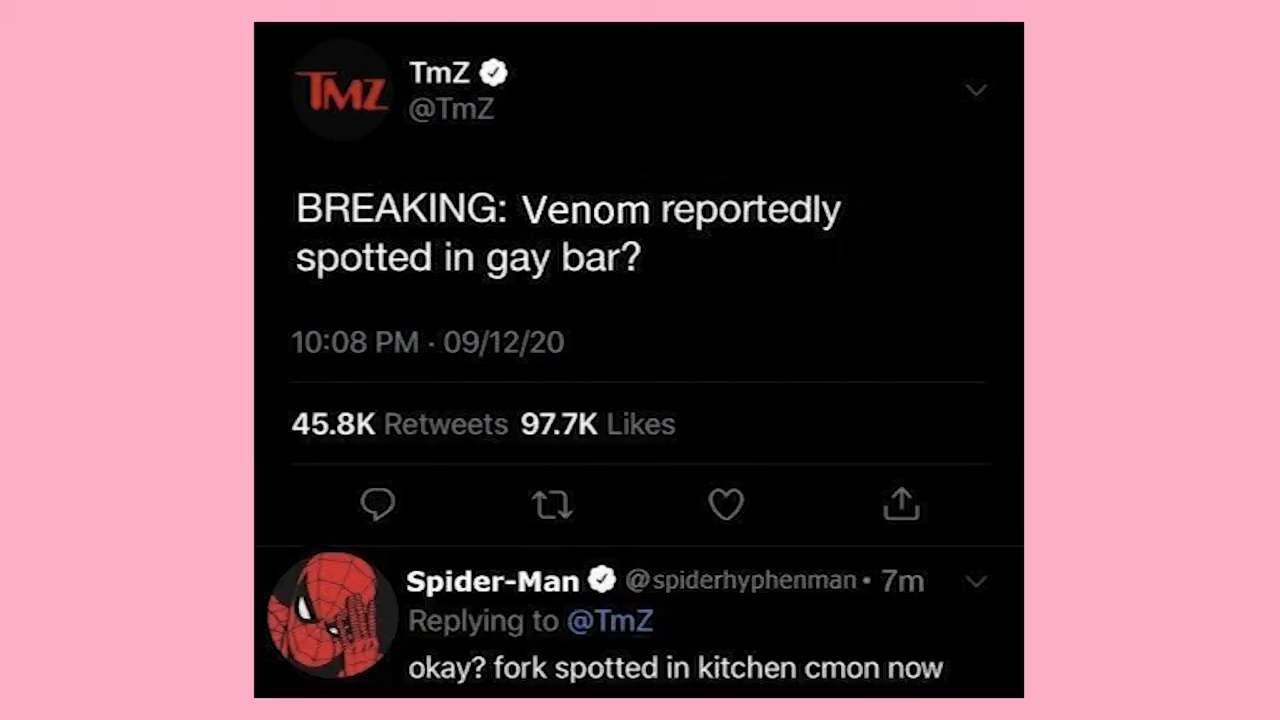 TMZ
TmZ
@TmZ
BREAKING: Venom reportedly
spotted in gay bar?
10:08 PM · 09/12/20
45.8K Retweets 97.7K Likes
Spider-Man @spiderhyphenman • 7m
Replying to @TmZ
okay? fork spotted in kitchen cmon now